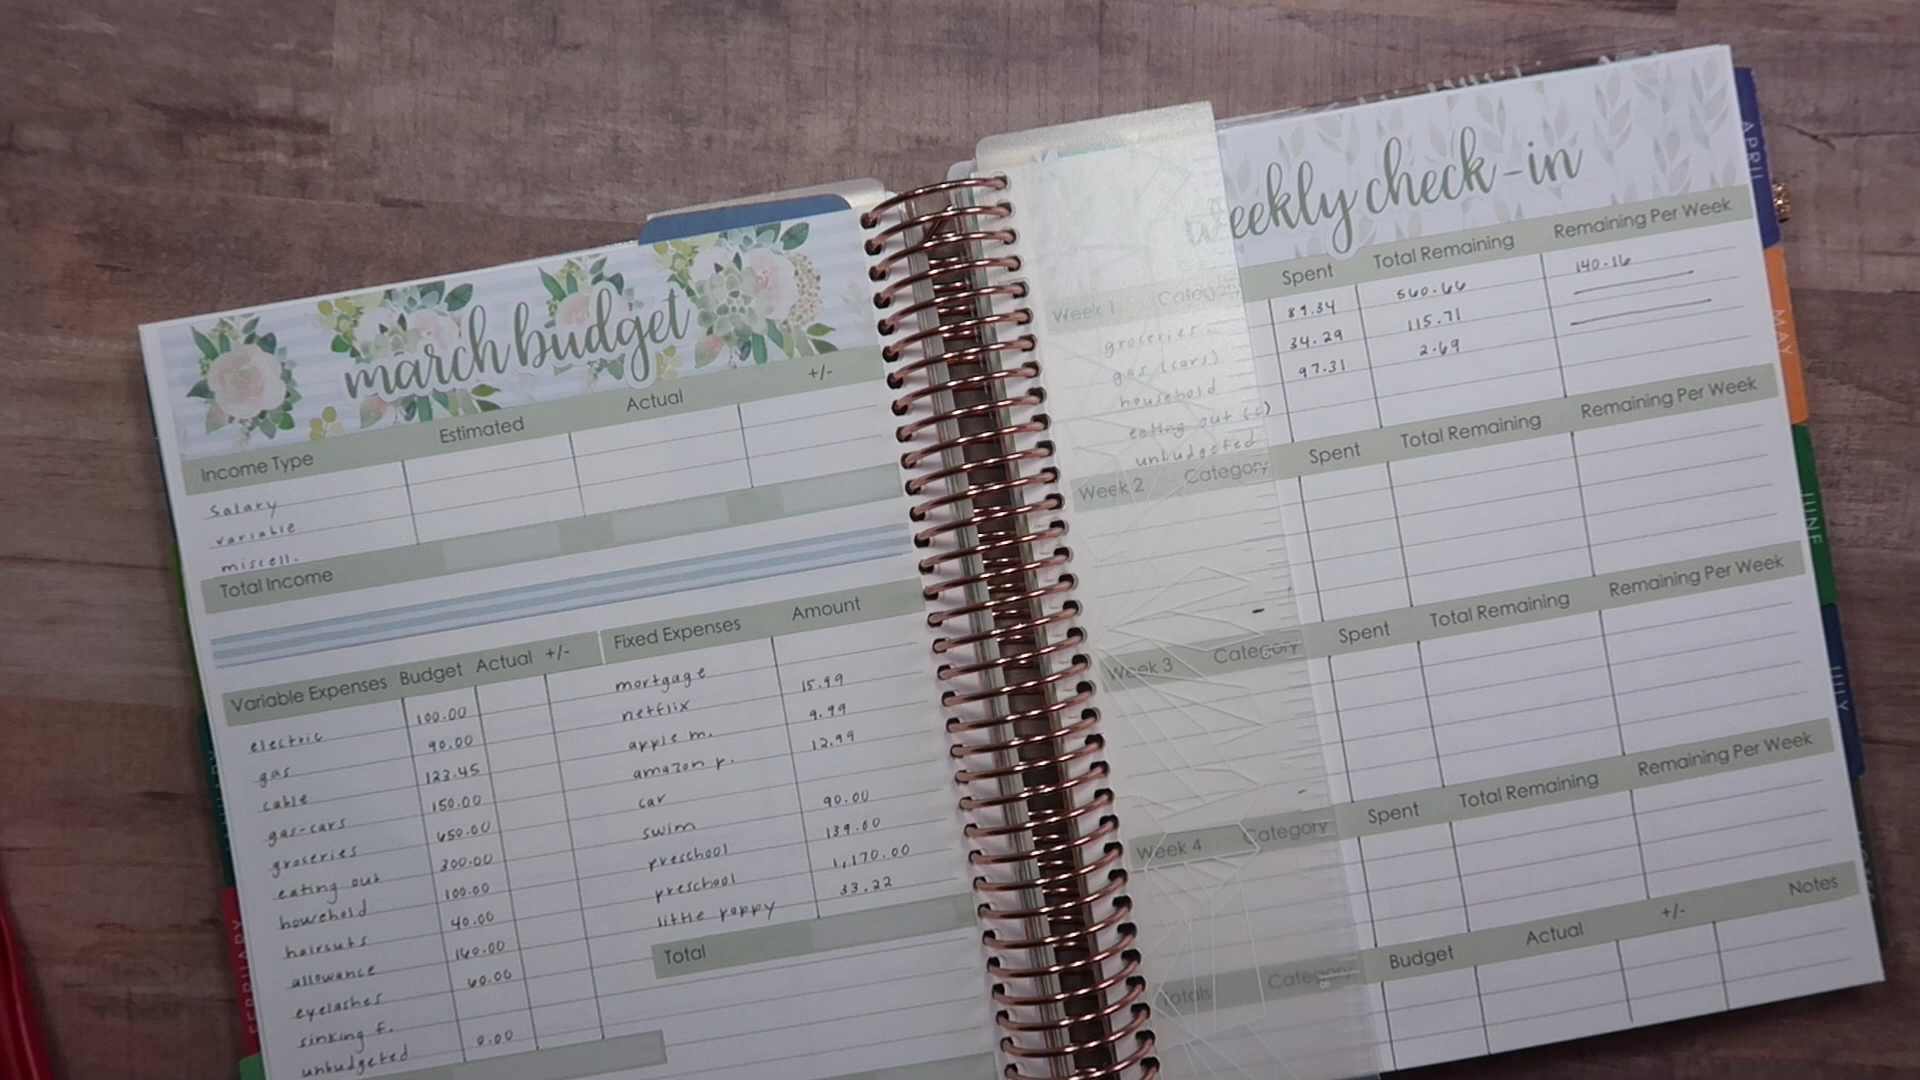 march budget
Income Type Estimated Actual +/-
salary
variable
miscell.
Total Income
Variable Expenses Budget Actual +/-
electric 100.00
gas 90.00
cable 123.45
gas-cars 150.00
groceries 650.00
eating out 300.00
household 100.00
haircuts 40.00
allowance 160.00
eyelashes 60.00
sinking f.
unbudgeted 0.00
Fixed Expenses Amount
mortgage
netflix 15.99
apple m. 9.99
amazon p. 12.99
car
swim 90.00
preschool 139.00
preschool 1,170.00
little poppy 33.22
Total
weekly check-in
Week 1 Category Spent Total Remaining Remaining Per Week
groceries 89.34 560.66 140.16
gas (cars) 34.29 115.71
household 97.31 2.69
eating out
unbudgeted
Week 2 Category Spent Total Remaining Remaining Per Week
Week 3 Category Spent Total Remaining Remaining Per Week
Week 4 Category Spent Total Remaining Remaining Per Week
Totals Category Budget Actual +/- Notes
APRIL
MAY
JUNE
JULY
FEBRUARY